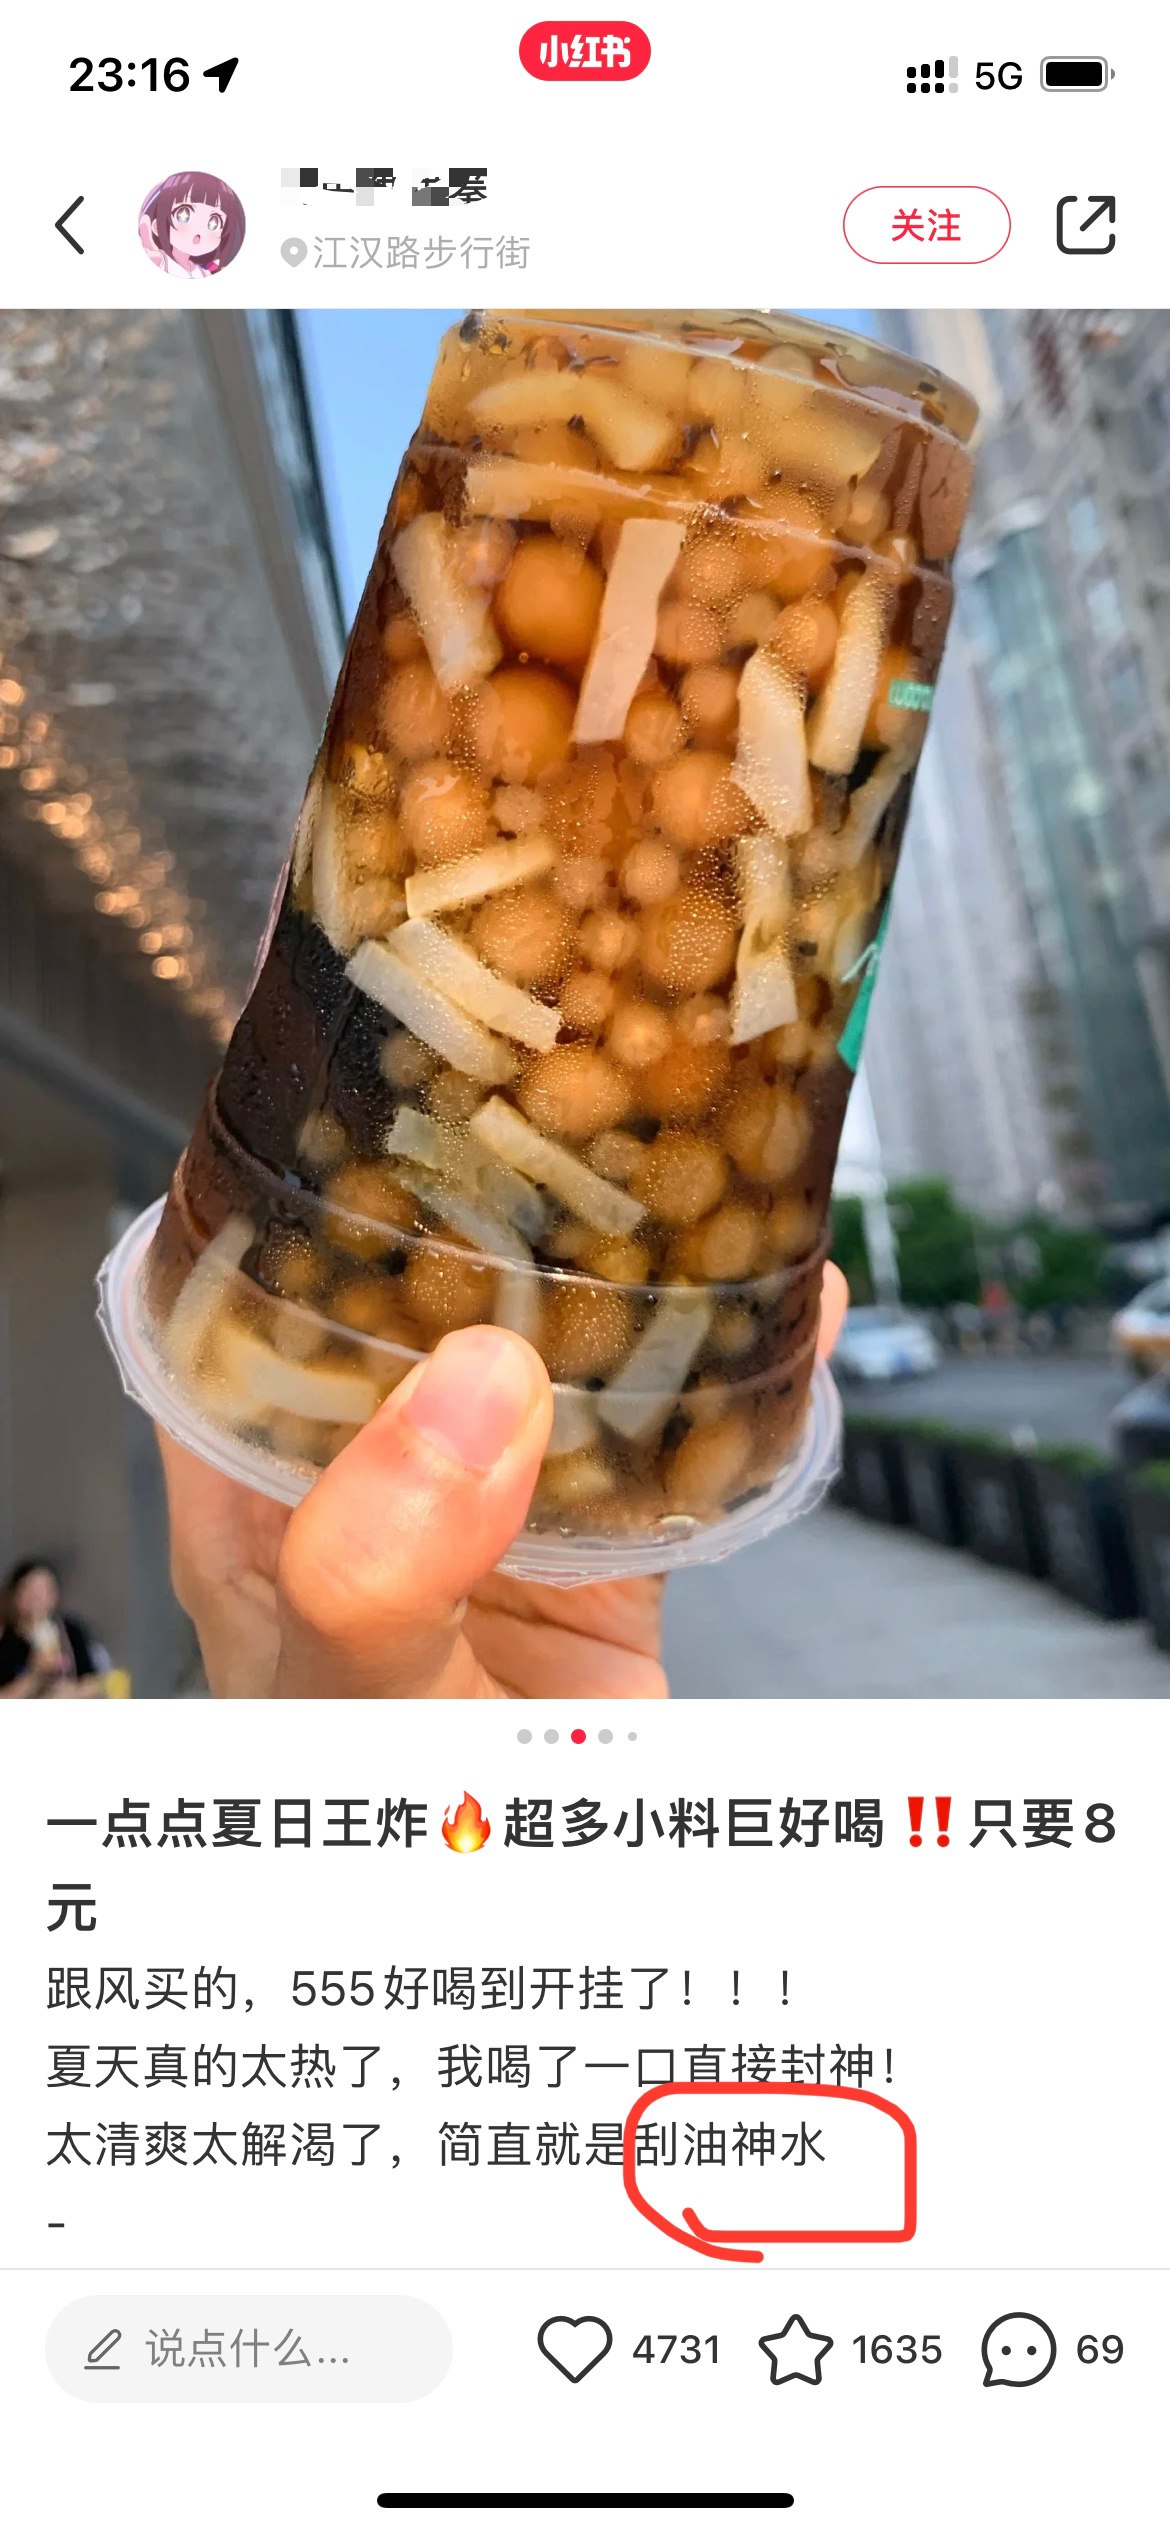 23:16
小红书
5G
江汉路步行街
关注
一点点夏日王炸🔥超多小料巨好喝‼️只要8
元
跟风买的，555好喝到开挂了！！！
夏天真的太热了，我喝了一口直接封神！
太清爽太解渴了，简直就是刮油神水
-
说点什么...
4731
1635
69